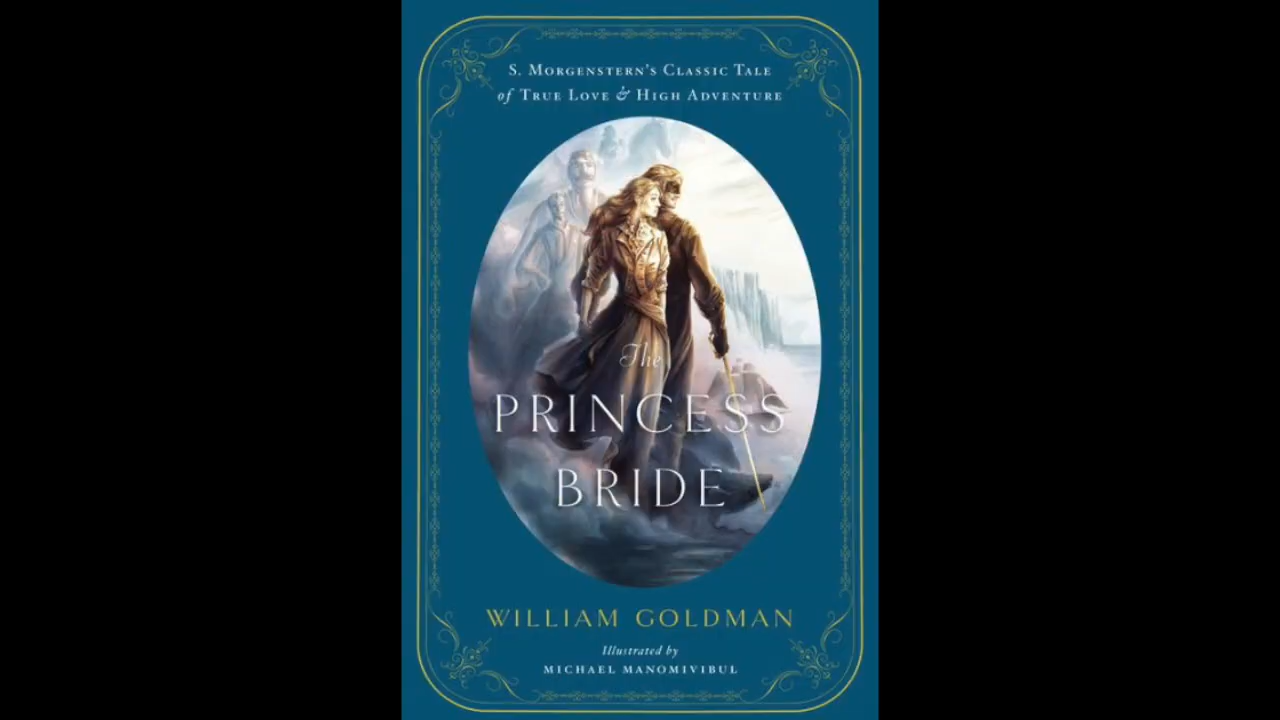 S. Morgenstern's Classic Tale
of True Love & High Adventure
The
PRINCESS
BRIDE
WILLIAM GOLDMAN
Illustrated by
MICHAEL MANOMIVIBUL